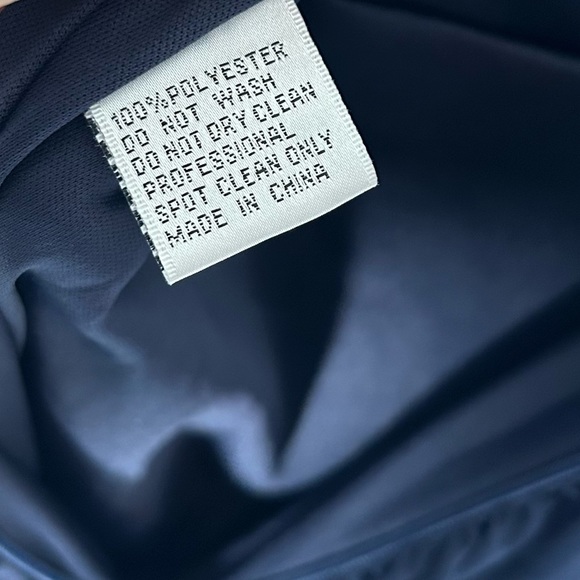 100%POLYESTER
DO NOT WASH
DO NOT DRY CLEAN
PROFESSIONAL
SPOT CLEAN ONLY
MADE IN CHINA